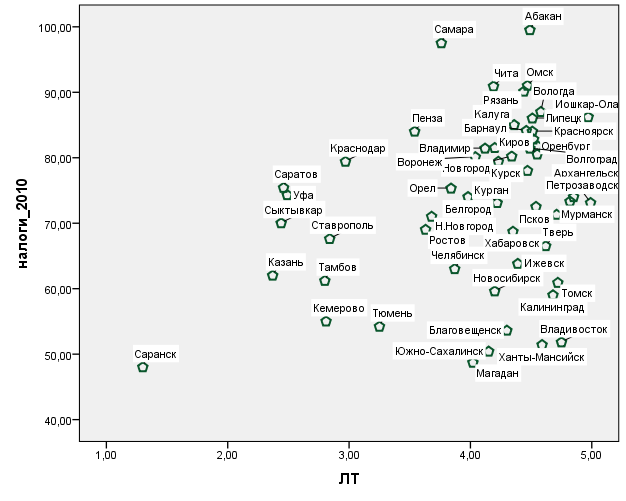 100,00
90,00
80,00
70,00
60,00
50,00
40,00
налоги_2010
Абакан
Самара
Чита
Омск
Вологда
Рязань
Йошкар-Ола
Калуга
Липецк
Пенза
Барнаул
Красноярск
Краснодар
Владимир
Киров
Оренбург
Воронеж
Новгород
Волгоград
Саратов
Курск
Архангельск
Уфа
Орел
Курган
Петрозаводск
Сыктывкар
Белгород
Псков
Мурманск
Ставрополь
Н.Новгород
Тверь
Ростов
Хабаровск
Казань
Тамбов
Челябинск
Ижевск
Новосибирск
Томск
Кемерово
Тюмень
Калининград
Благовещенск
Владивосток
Саранск
Южно-Сахалинск
Ханты-Мансийск
Магадан
1,00 2,00 3,00 4,00 5,00
ЛТ